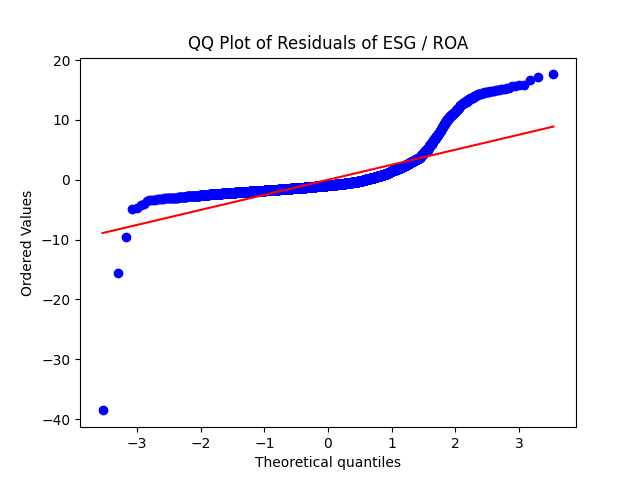 QQ Plot of Residuals of ESG / ROA
20
10
0
−10
−20
−30
−40
Ordered Values
−3 −2 −1 0 1 2 3
Theoretical quantiles